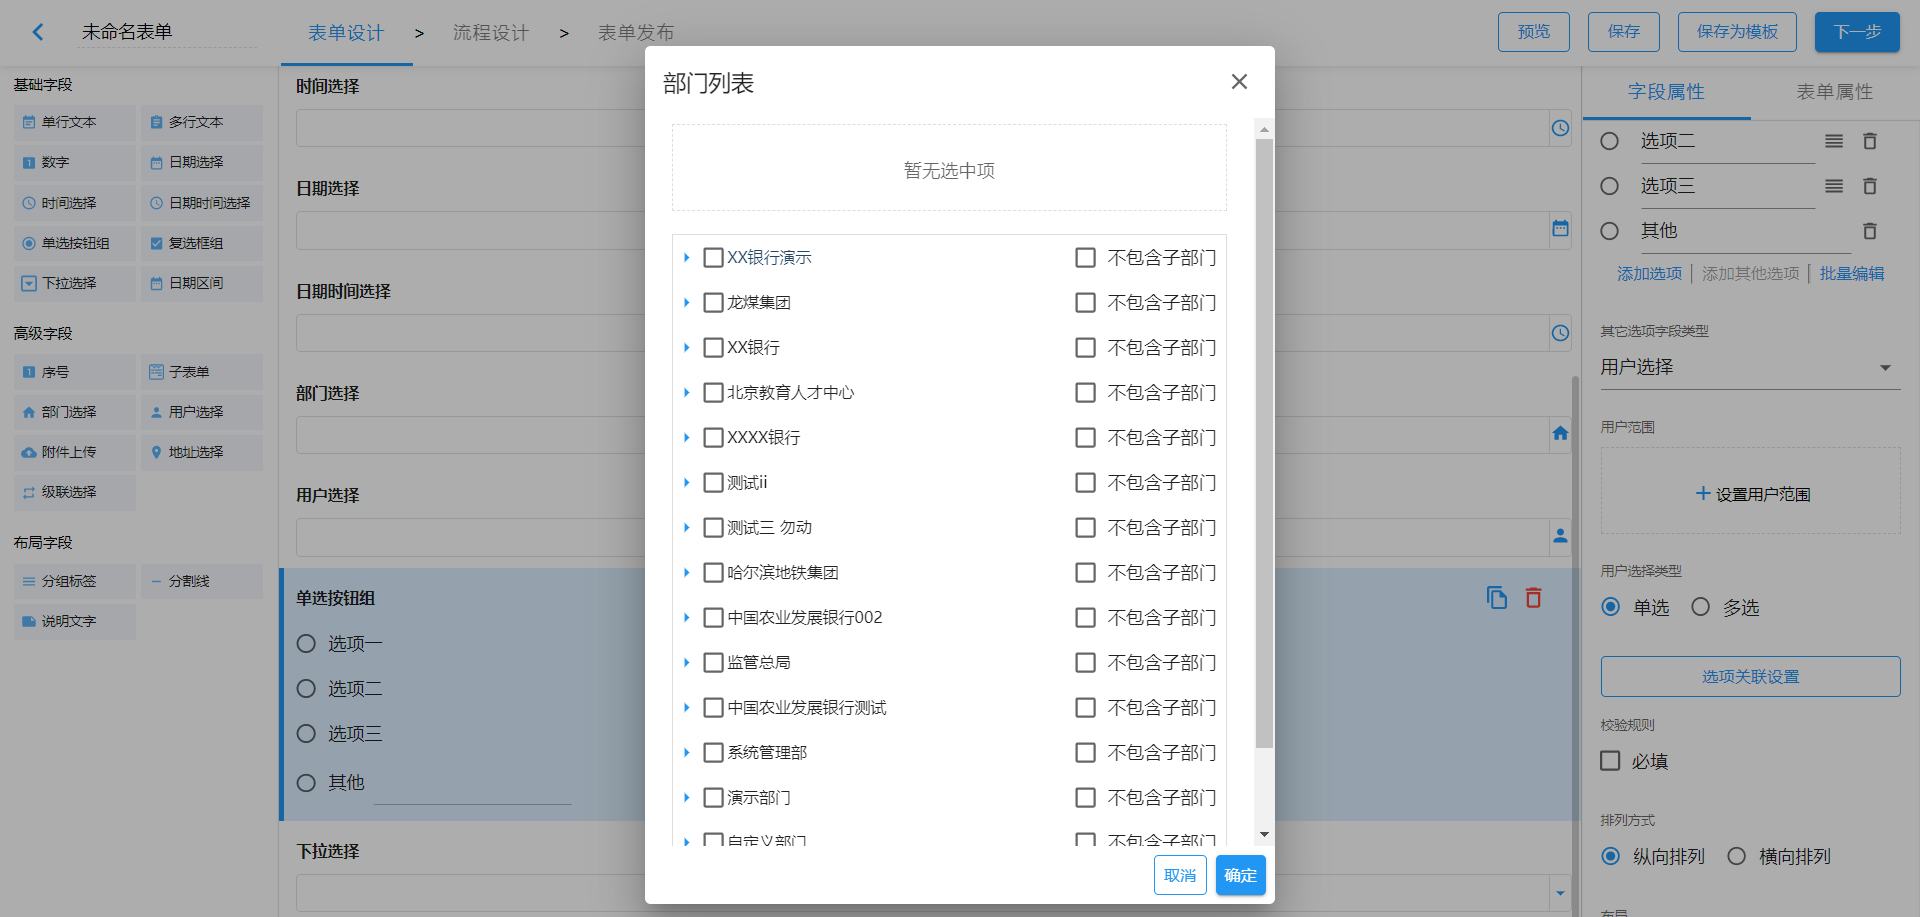 未命名表单
表单设计 > 流程设计 > 表单发布
预览 保存 保存为模板 下一步
基础字段
单行文本 多行文本
数字 日期选择
时间选择 日期时间选择
单选按钮组 复选框组
下拉选择 日期区间
高级字段
序号 子表单
部门选择 用户选择
附件上传 地址选择
级联选择
布局字段
分组标签 分割线
说明文字
时间选择
日期选择
日期时间选择
部门选择
用户选择
单选按钮组
选项一
选项二
选项三
其他
下拉选择
部门列表
暂无选中项
XX银行演示 不包含子部门
龙煤集团 不包含子部门
XX银行 不包含子部门
北京教育人才中心 不包含子部门
XXXX银行 不包含子部门
测试ii 不包含子部门
测试三 勿动 不包含子部门
哈尔滨地铁集团 不包含子部门
中国农业发展银行002 不包含子部门
监管总局 不包含子部门
中国农业发展银行测试 不包含子部门
系统管理部 不包含子部门
演示部门 不包含子部门
自定义部门 不包含子部门
取消 确定
字段属性 表单属性
选项二
选项三
其他
添加选项 添加其他选项 批量编辑
其它选项字段类型
用户选择
用户范围
设置用户范围
用户选择类型
单选 多选
选项关联设置
校验规则
必填
排列方式
纵向排列 横向排列
布局